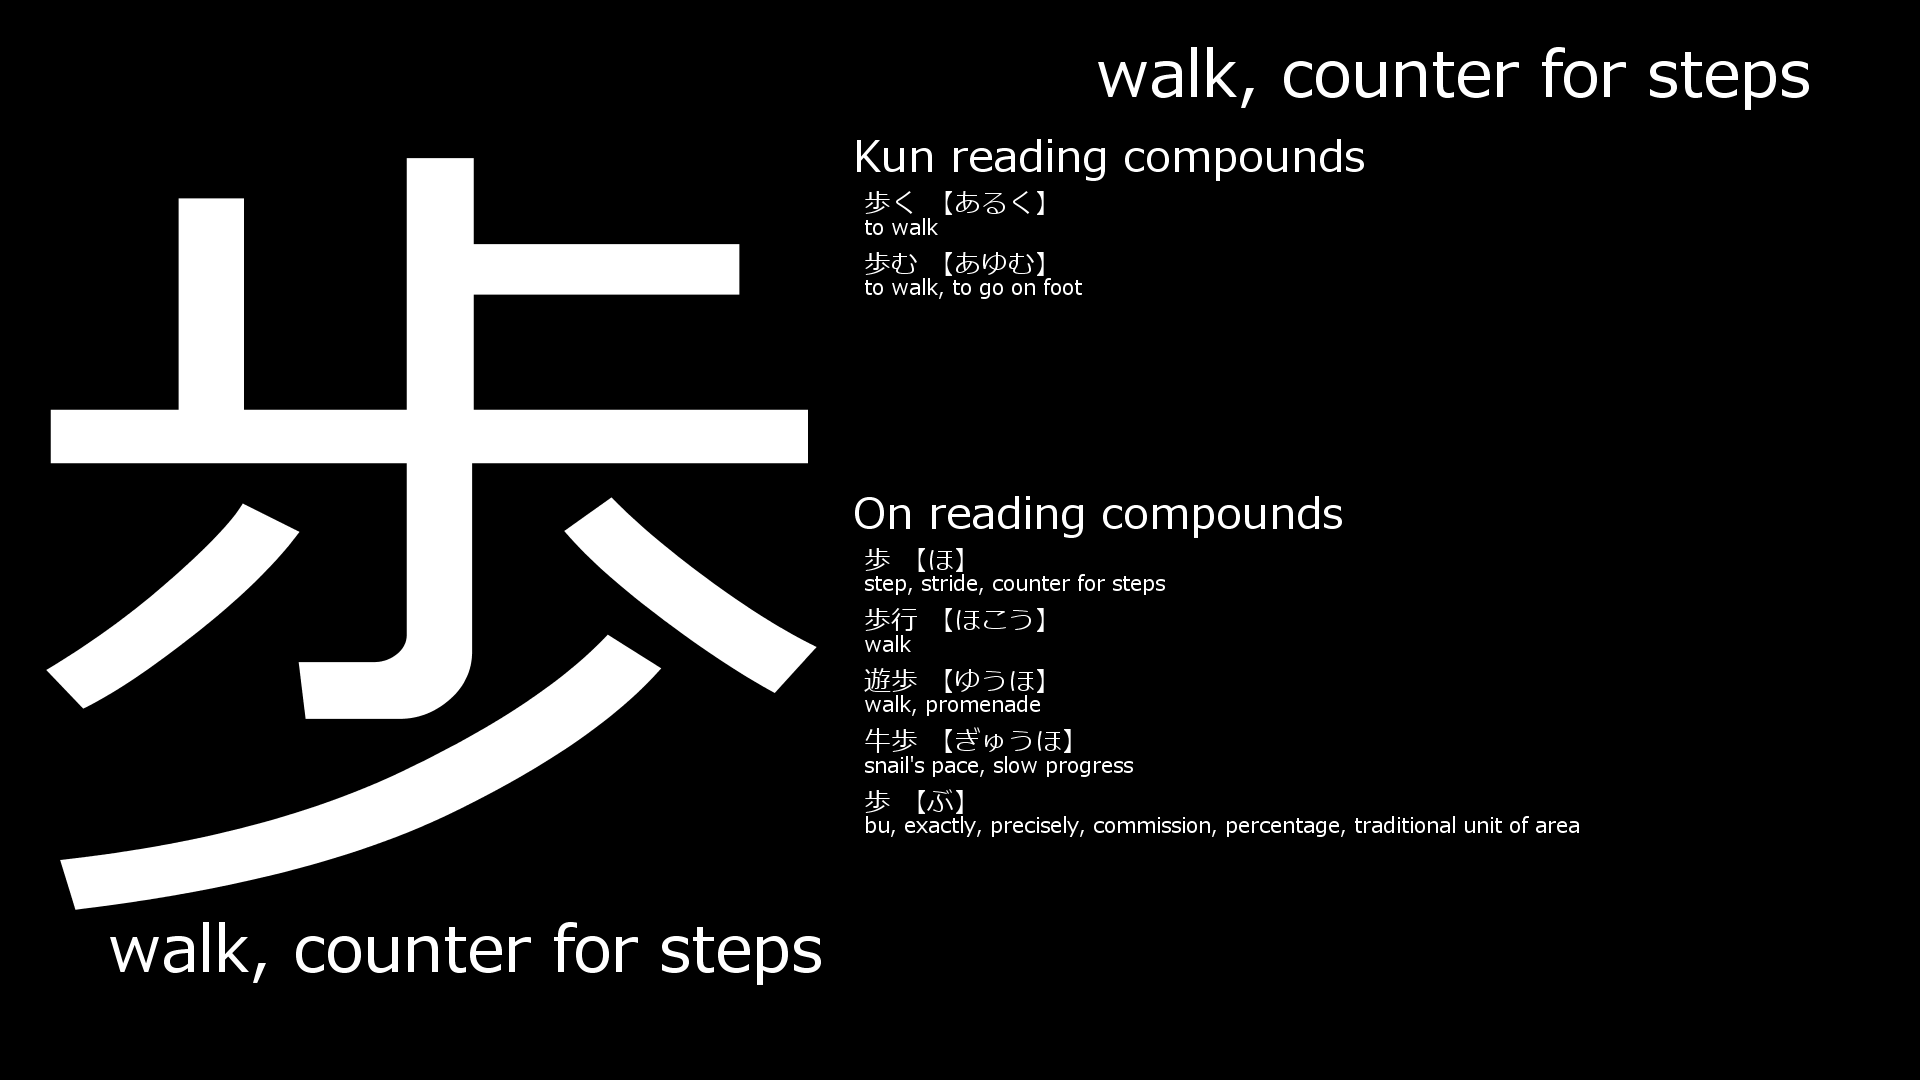 walk, counter for steps
歩
walk, counter for steps
Kun reading compounds
歩く 【あるく】
to walk
歩む 【あゆむ】
to walk, to go on foot
On reading compounds
歩 【ほ】
step, stride, counter for steps
歩行 【ほこう】
walk
遊歩 【ゆうほ】
walk, promenade
牛歩 【ぎゅうほ】
snail's pace, slow progress
歩 【ぶ】
bu, exactly, precisely, commission, percentage, traditional unit of area